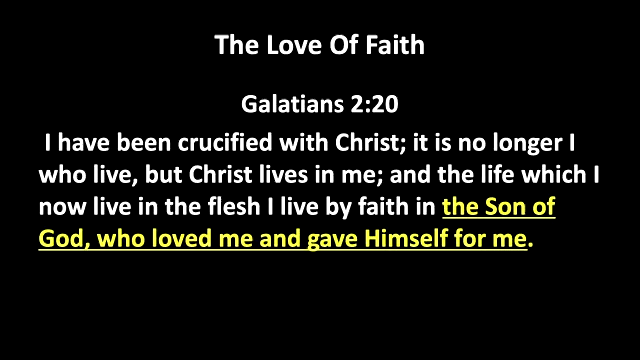 The Love Of Faith
Galatians 2:20
I have been crucified with Christ; it is no longer I
who live, but Christ lives in me; and the life which I
now live in the flesh I live by faith in the Son of
God, who loved me and gave Himself for me.